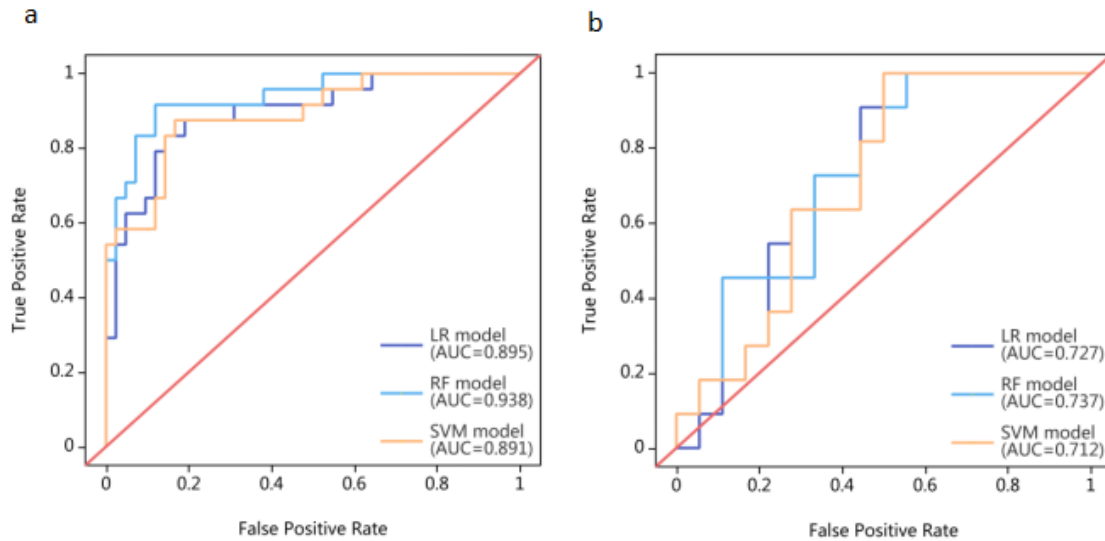 a
True Positive Rate
1
0.8
0.6
0.4
0.2
0
LR model
(AUC=0.895)
RF model
(AUC=0.938)
SVM model
(AUC=0.891)
0 0.2 0.4 0.6 0.8 1
False Positive Rate
b
True Positive Rate
1
0.8
0.6
0.4
0.2
0
LR model
(AUC=0.727)
RF model
(AUC=0.737)
SVM model
(AUC=0.712)
0 0.2 0.4 0.6 0.8 1
False Positive Rate